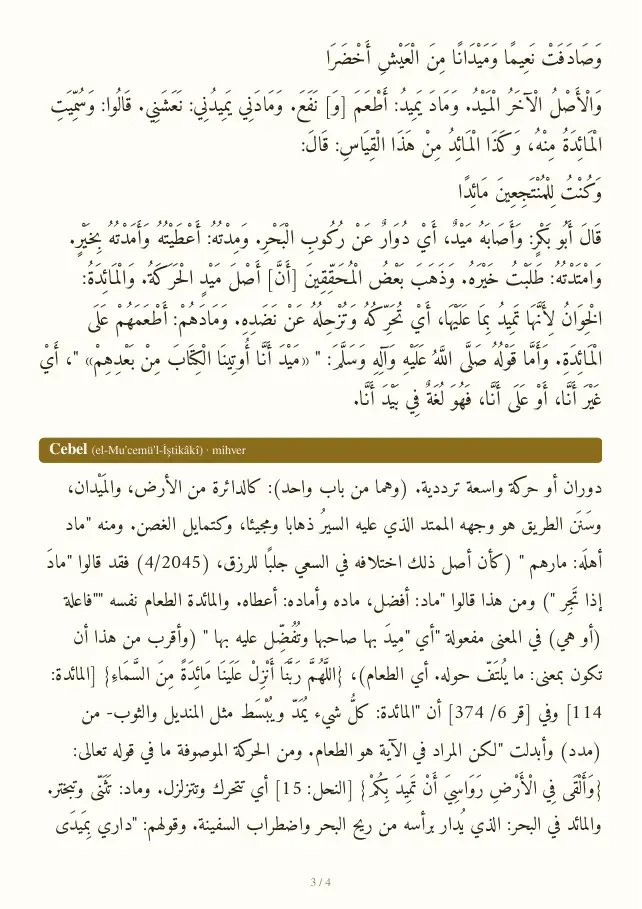 وَصَادَفَتْ نَعِيمًا وَمَيْدَانًا مِنَ الْعَيْشِ أَخْضَرَا
وَالْأَصْلُ الْآخَرُ الْمَيْدُ. وَمَادَ يَمِيدُ: أَطْعَمَ [وَ] نَفَعَ. وَمَادَنِي يَمِيدُنِي: نَعَشَنِي. قَالُوا: وَسُمِّيَتِ
الْمَائِدَةُ مِنْهُ، وَكَذَا الْمَائِدُ مِنْ هَذَا الْقِيَاسِ: قَالَ:
وَكُنْتُ لِلْمُنْتَجِعِينَ مَائِدًا
قَالَ أَبُو بَكْرٍ: وَأَصَابَهُ مَيْدٌ، أَيْ دُوَارٌ عَنْ رُكُوبِ الْبَحْرِ. وَمِدْتُهُ: أَعْطَيْتُهُ وَأَمَدْتُهُ بِخَيْرٍ.
وَامْتَدْتُهُ: طَلَبْتُ خَيْرَهُ. وَذَهَبَ بَعْضُ الْمُحَقِّقِينَ [أَنَّ] أَصْلَ مَيْدٍ الْحَرَكَةُ. وَالْمَائِدَةُ:
الْخِوَانُ لِأَنَّهَا تَمِيدُ بِمَا عَلَيْهَا، أَيْ تُحَرِّكُهُ وَتُزْحِلُهُ عَنْ نَضَدِهِ. وَمَادَهُمْ: أَطْعَمَهُمْ عَلَى
الْمَائِدَةِ. وَأَمَّا قَوْلُهُ صَلَّى اللَّهُ عَلَيْهِ وَآلِهِ وَسَلَّمَ: " «مَيْدَ أَنَّا أُوتِينَا الْكِتَابَ مِنْ بَعْدِهِمْ» "، أَيْ
غَيْرَ أَنَّا، أَوْ عَلَى أَنَّا، فَهُوَ لُغَةٌ فِي بَيْدَ أَنَّا.
Cebel (el-Mu'cemü'l-İştikâkî) · mihver
دوران أو حركة واسعة ترددية. (وهما من باب واحد): كالدائرة من الأرض، والمَيْدان،
وسَنَن الطريق هو وجهه الممتد الذي عليه السيرُ ذهابا ومجيئا، وكتمايل الغصن. ومنه "ماد
أهلَه: مارهم " (كأن أصل ذلك اختلافه في السعي جلبًا للرزق، (4/2045) فقد قالوا "مادَ
إذا تَجِر ") ومن هذا قالوا "ماد: أفضل، ماده وأماده: أعطاه. والمائدة الطعام نفسه ""فاعلة
(أو هي) في المعنى مفعولة "أي "مِيدَ بها صاحبها وتُفُضِّل عليه بها " (وأقرب من هذا أن
تكون بمعنى: ما يُلتَفّ حوله. أي الطعام)، {اللَّهُمَّ رَبَّنَا أَنْزِلْ عَلَيْنَا مَائِدَةً مِنَ السَّمَاءِ} [المائدة:
114] وفي [قر 6/ 374] أن "المائدة: كلُّ شيء يُمَدّ ويُبْسَط مثل المنديل والثوب- من
(مدد) وأبدلت "لكن المراد في الآية هو الطعام. ومن الحركة الموصوفة ما في قوله تعالى:
{وَأَلْقَى فِي الْأَرْضِ رَوَاسِيَ أَنْ تَمِيدَ بِكُمْ} [النحل: 15] أي تتحرك وتتزلزل. وماد: تَثَنّى وتبختر.
والمائد في البحر: الذي يُدار برأسه من ريح البحر واضطراب السفينة. وقولهم: "داري بِمَيدَى
3 / 4